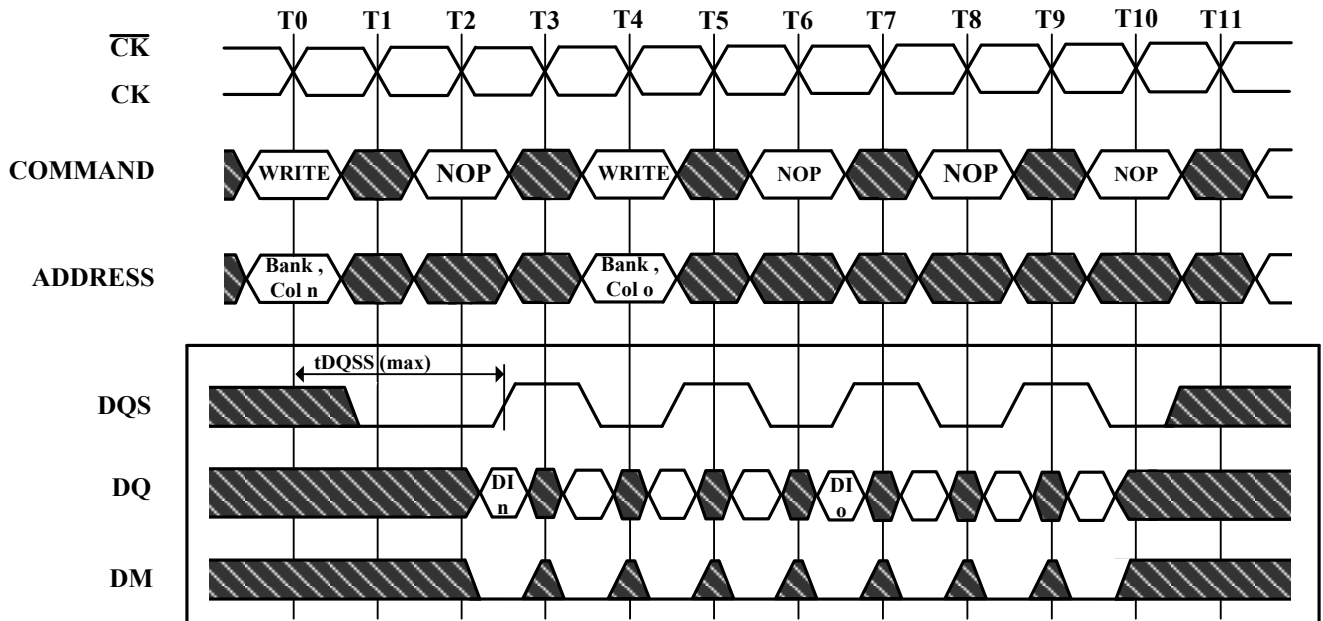 T0 T1 T2 T3 T4 T5 T6 T7 T8 T9 T10 T11
CK
CK
COMMAND WRITE NOP WRITE NOP NOP NOP
ADDRESS
Bank ,
Col n
Bank ,
Col o
tDQSS (max)
DQS
DQ
DI
n
DI
o
DM